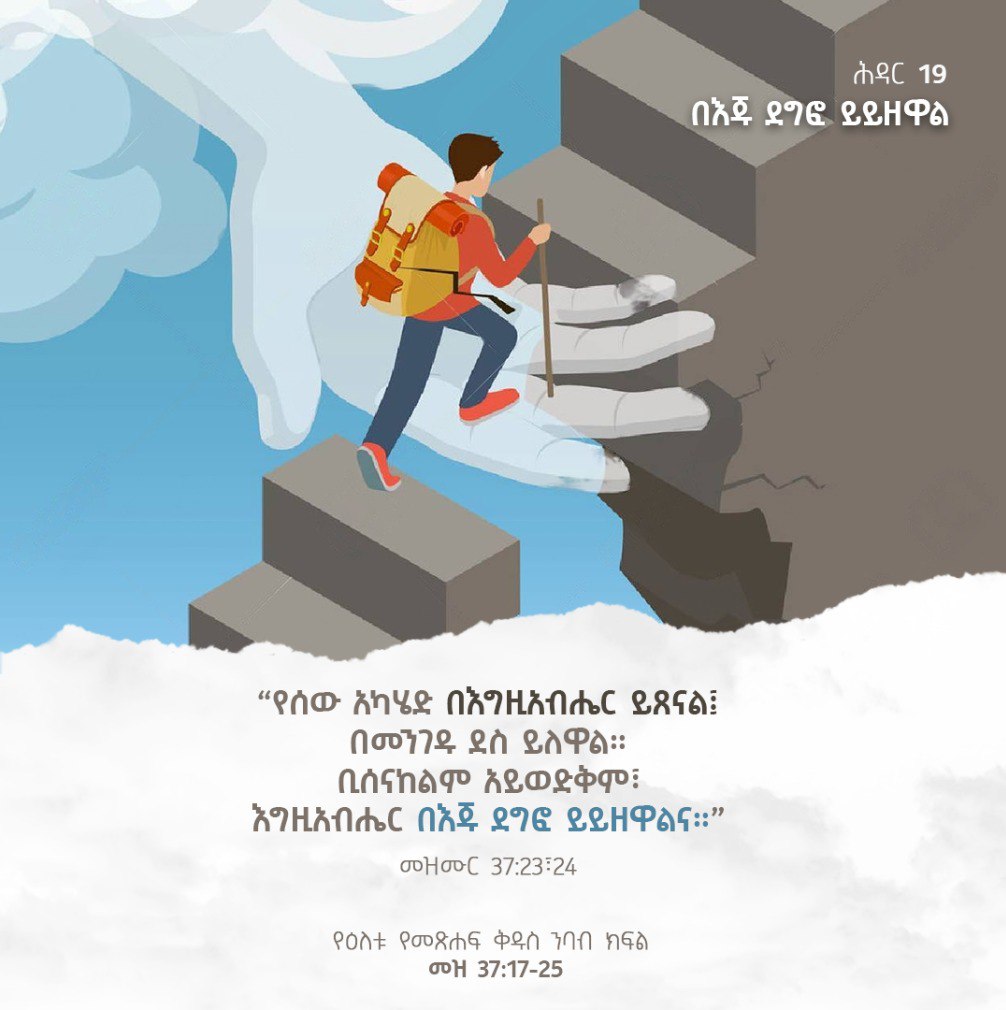 ሕዳር 19
በእጁ ደግፎ ይይዘዋል
“የሰው አካሄድ በእግዚአብሔር ይጸናል፤
በመንገዱ ደስ ይለዋል።
ቢሰናከልም አይወድቅም፣
እግዚአብሔር በእጁ ደግፎ ይይዘዋልና።”
መዝሙር 37:23፣24
የዕለቱ የመጽሐፍ ቅዱስ ንባብ ክፍል
መዝ 37:17-25